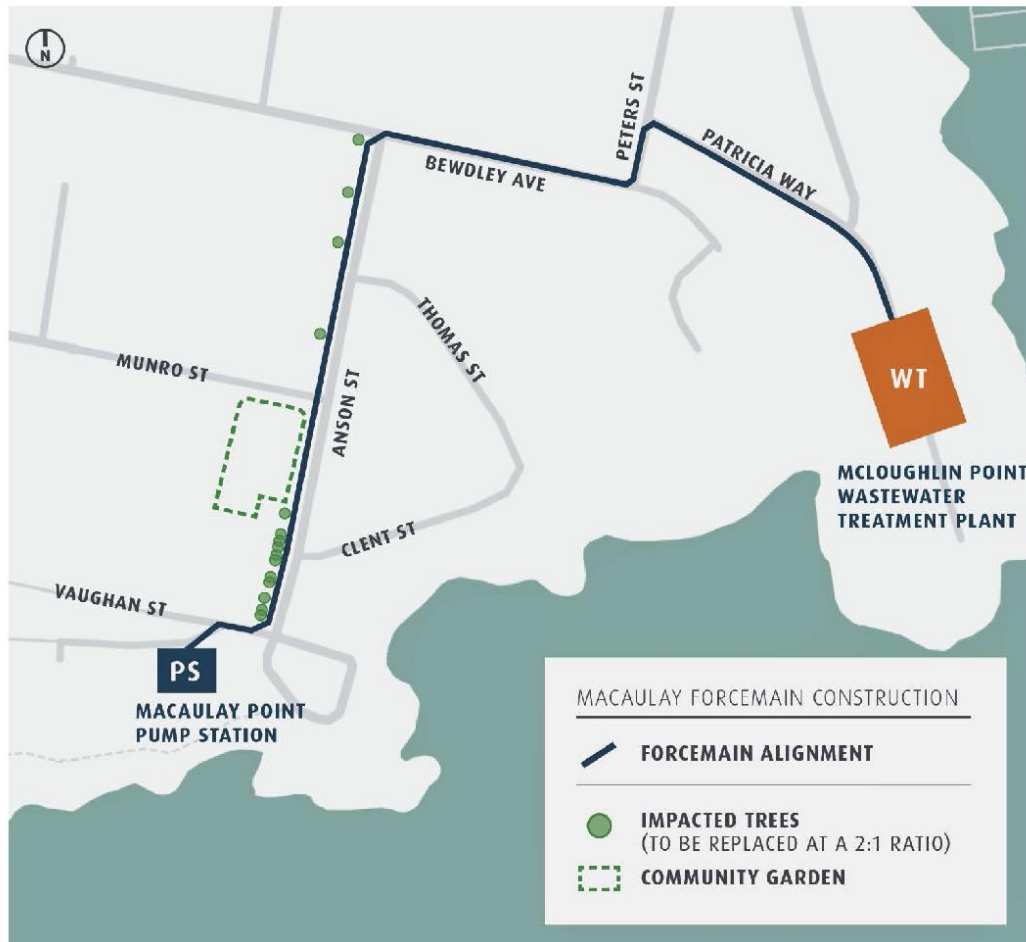 N
PETERS ST
PATRICIA WAY
BEWDLEY AVE
THOMAS ST
MUNRO ST
ANSON ST
WT
MCLOUGHLIN POINT
WASTEWATER
TREATMENT PLANT
CLENT ST
VAUGHAN ST
PS
MACAULAY POINT
PUMP STATION
MACAULAY FORCEMAIN CONSTRUCTION
FORCEMAIN ALIGNMENT
IMPACTED TREES
(TO BE REPLACED AT A 2:1 RATIO)
COMMUNITY GARDEN